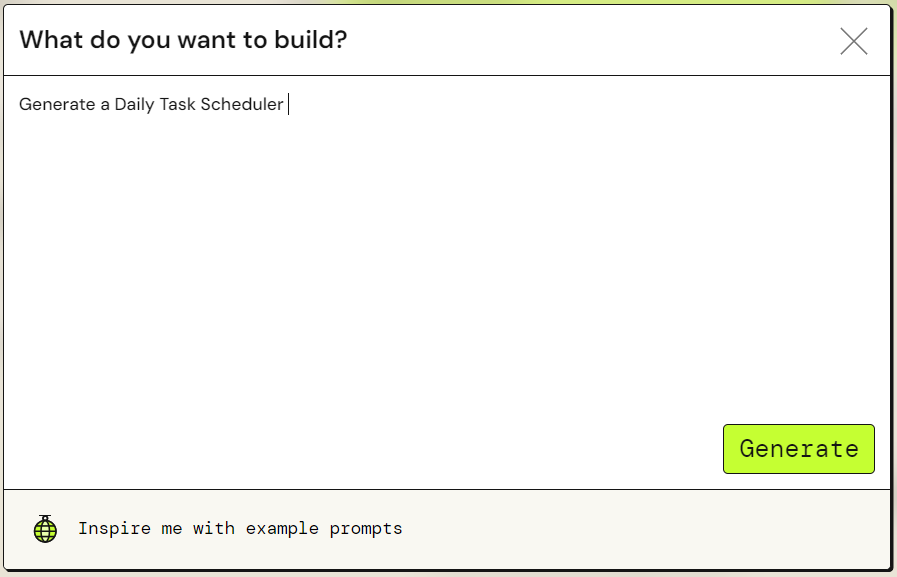 What do you want to build?
Generate a Daily Task Scheduler
Generate
Inspire me with example prompts